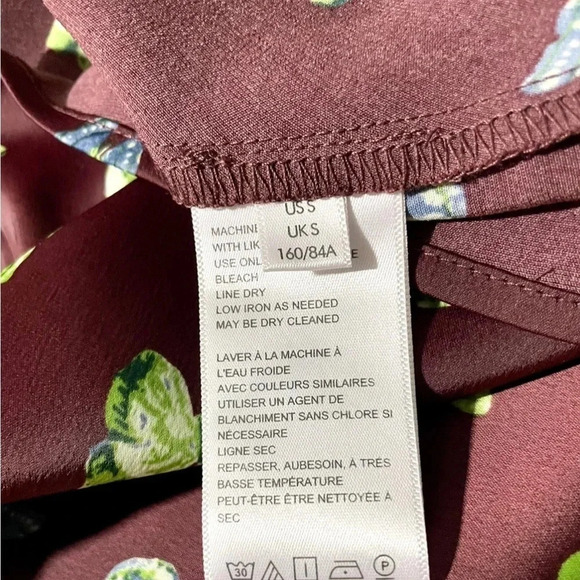 US S
UK S
160/84A
MACHINE
WITH LIK
USE ONL E
BLEACH
LINE DRY
LOW IRON AS NEEDED
MAY BE DRY CLEANED
LAVER À LA MACHINE À
L'EAU FROIDE
AVEC COULEURS SIMILAIRES
UTILISER UN AGENT DE
BLANCHIMENT SANS CHLORE SI
NÉCESSAIRE
LIGNE SEC
REPASSER, AUBESOIN, À TRÈS
BASSE TEMPÉRATURE
PEUT-ÊTRE ÊTRE NETTOYÉE À
SEC
30 P